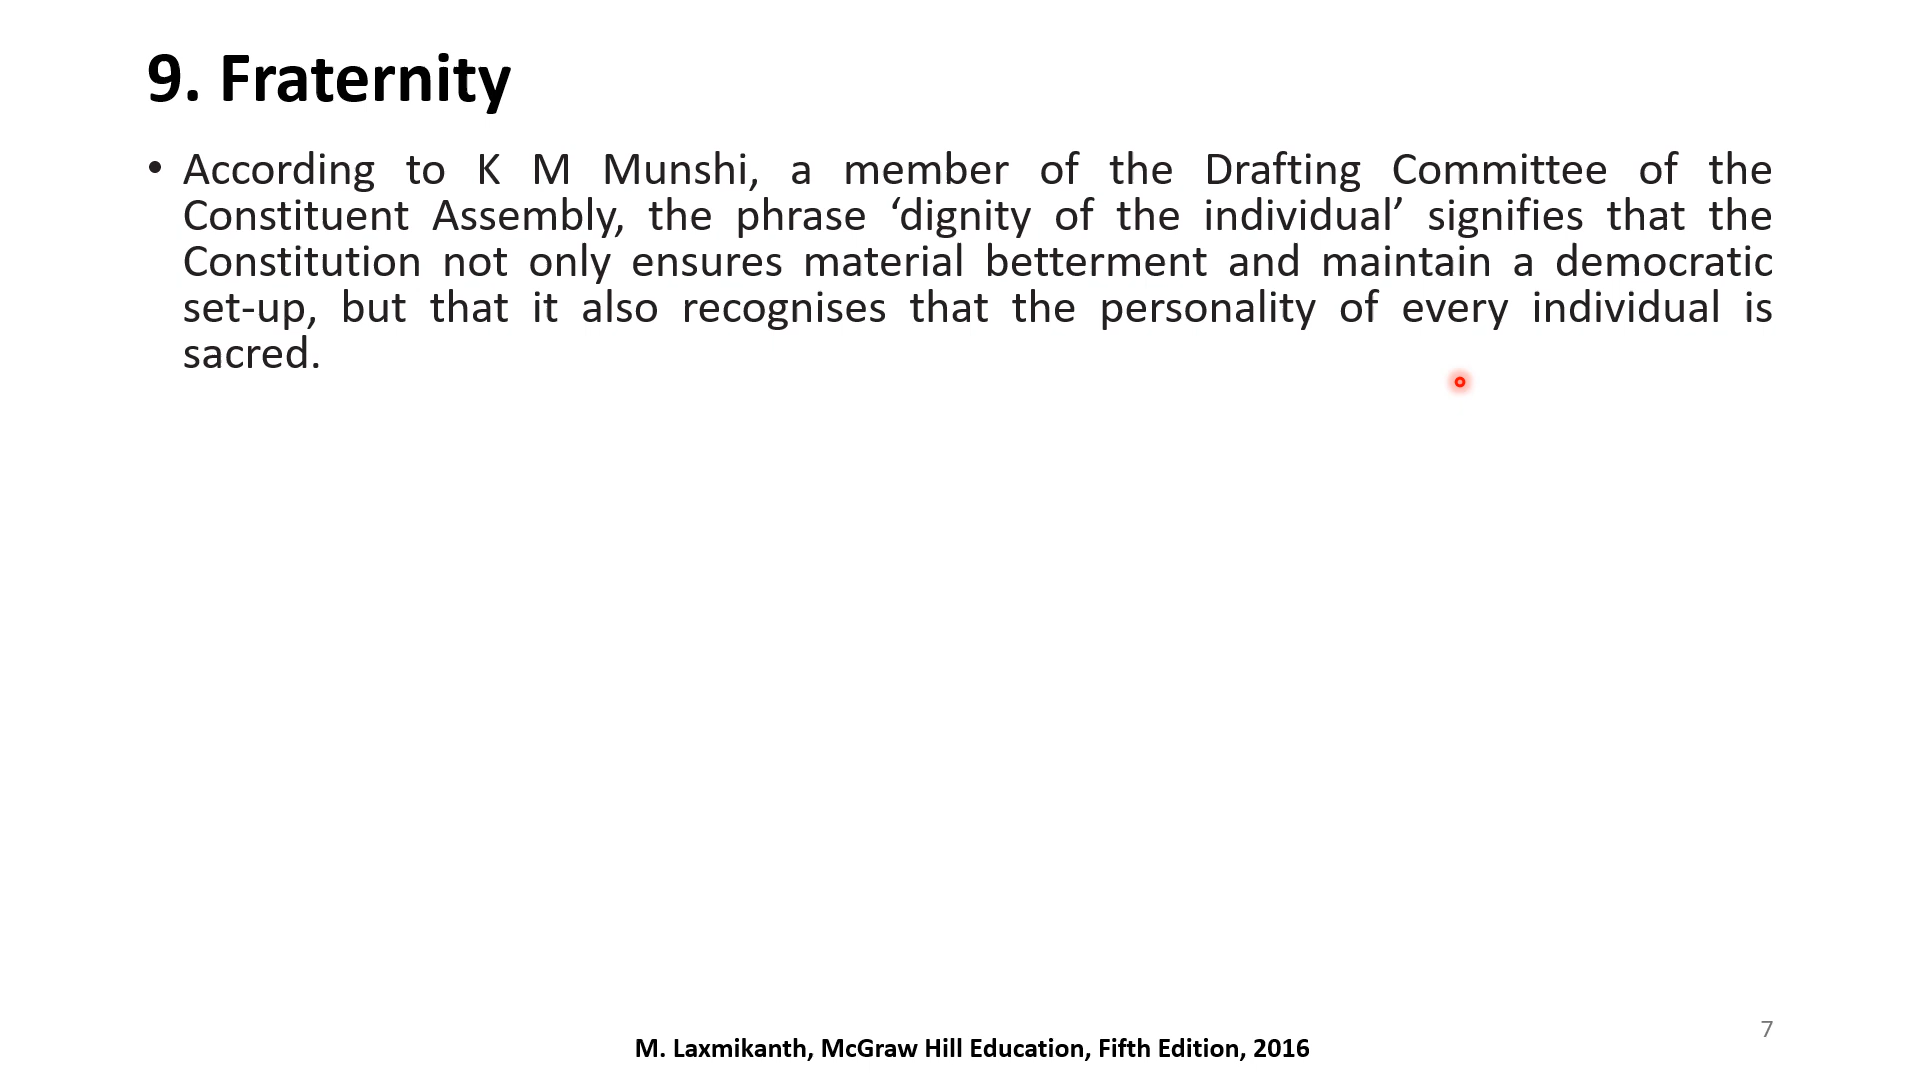 9. Fraternity
• According to K M Munshi, a member of the Drafting Committee of the
Constituent Assembly, the phrase ‘dignity of the individual’ signifies that the
Constitution not only ensures material betterment and maintain a democratic
set-up, but that it also recognises that the personality of every individual is
sacred.
7
M. Laxmikanth, McGraw Hill Education, Fifth Edition, 2016